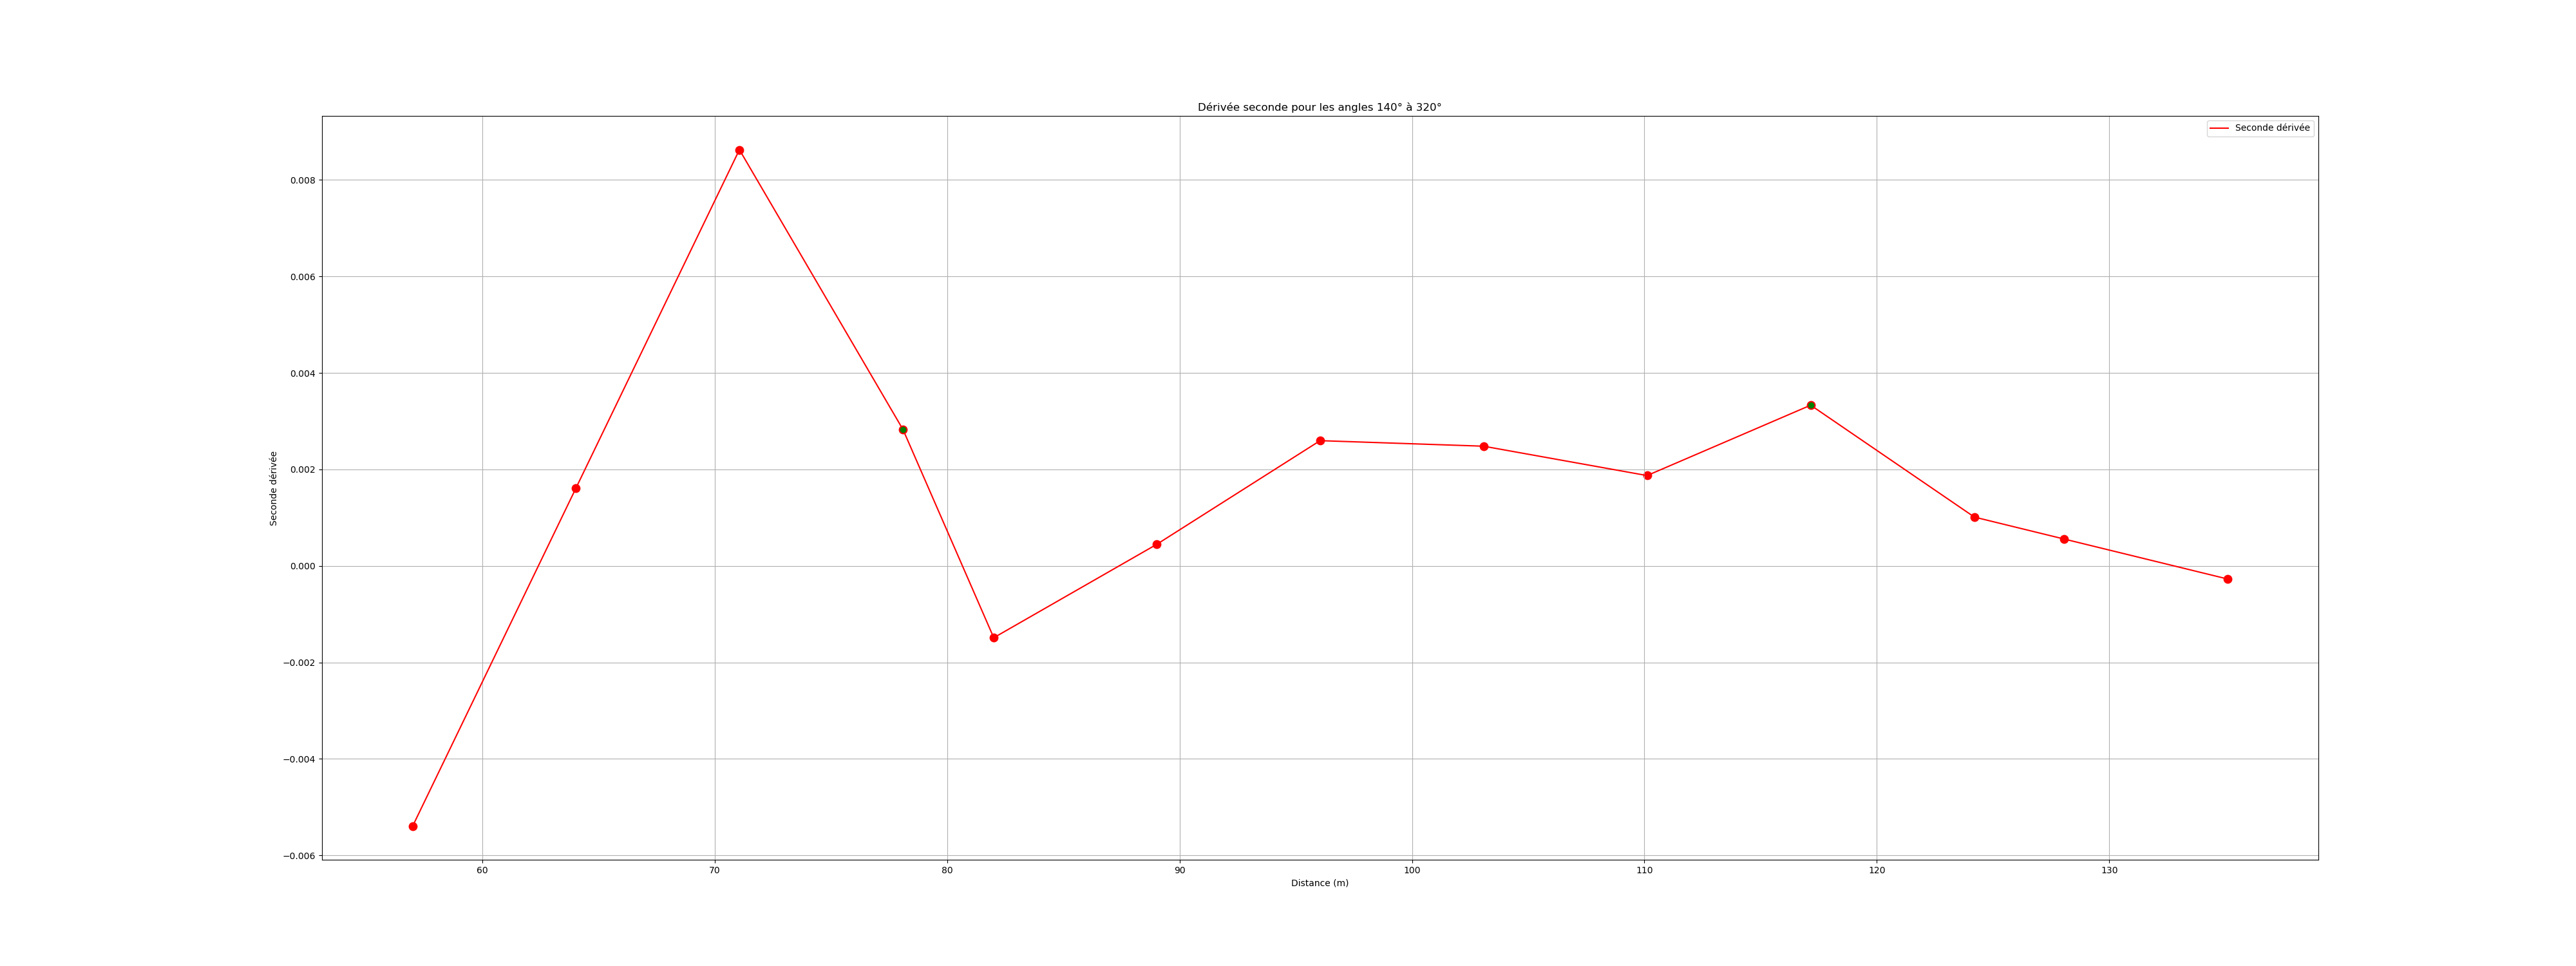 Dérivée seconde pour les angles 140° à 320°
Seconde dérivée
0.008
0.006
0.004
0.002
0.000
−0.002
−0.004
−0.006
Seconde dérivée
60 70 80 90 100 110 120 130
Distance (m)